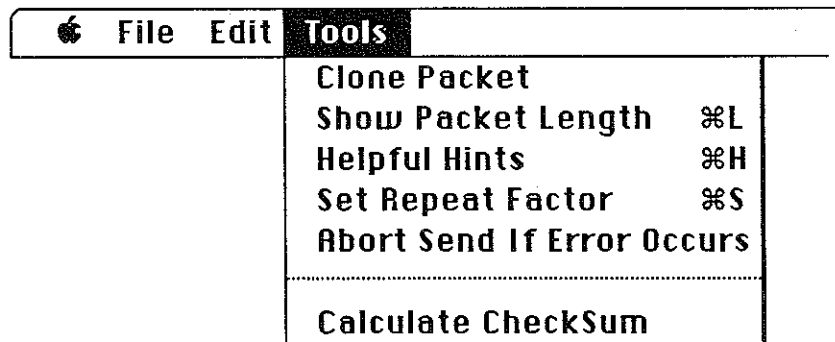 File Edit Tools
Clone Packet
Show Packet Length ⌘L
Helpful Hints ⌘H
Set Repeat Factor ⌘S
Abort Send If Error Occurs
Calculate CheckSum